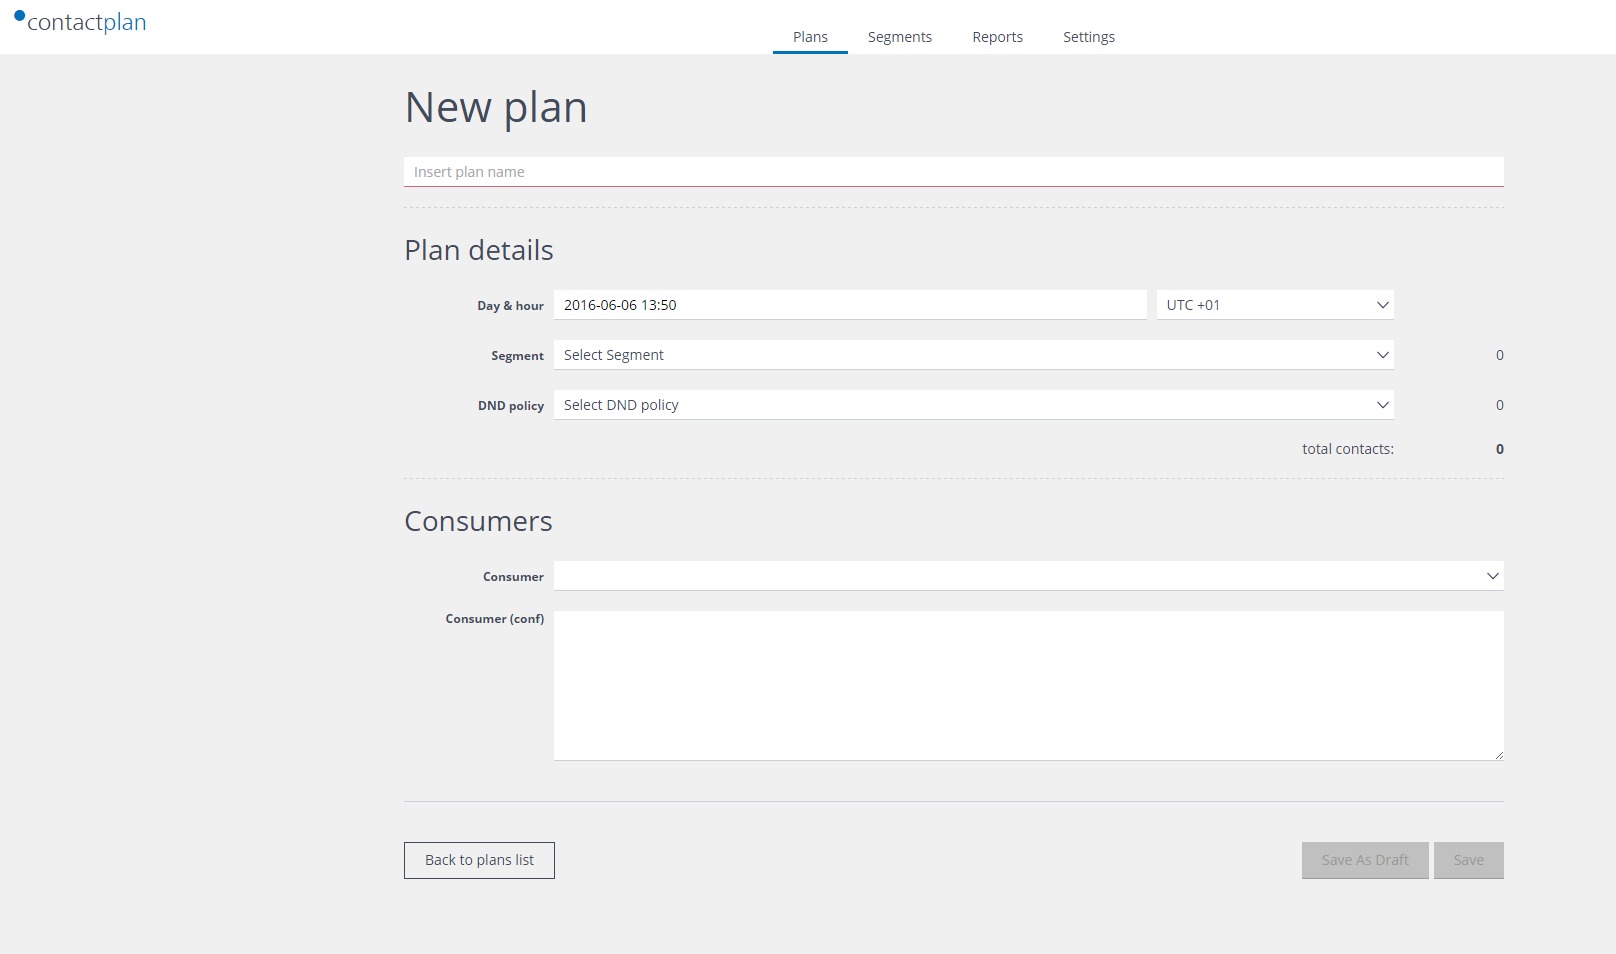 contactplan
Plans Segments Reports Settings
New plan
Insert plan name
Plan details
Day & hour 2016-06-06 13:50 UTC +01
Segment Select Segment 0
DND policy Select DND policy 0
total contacts: 0
Consumers
Consumer
Consumer (conf)
Back to plans list Save As Draft Save